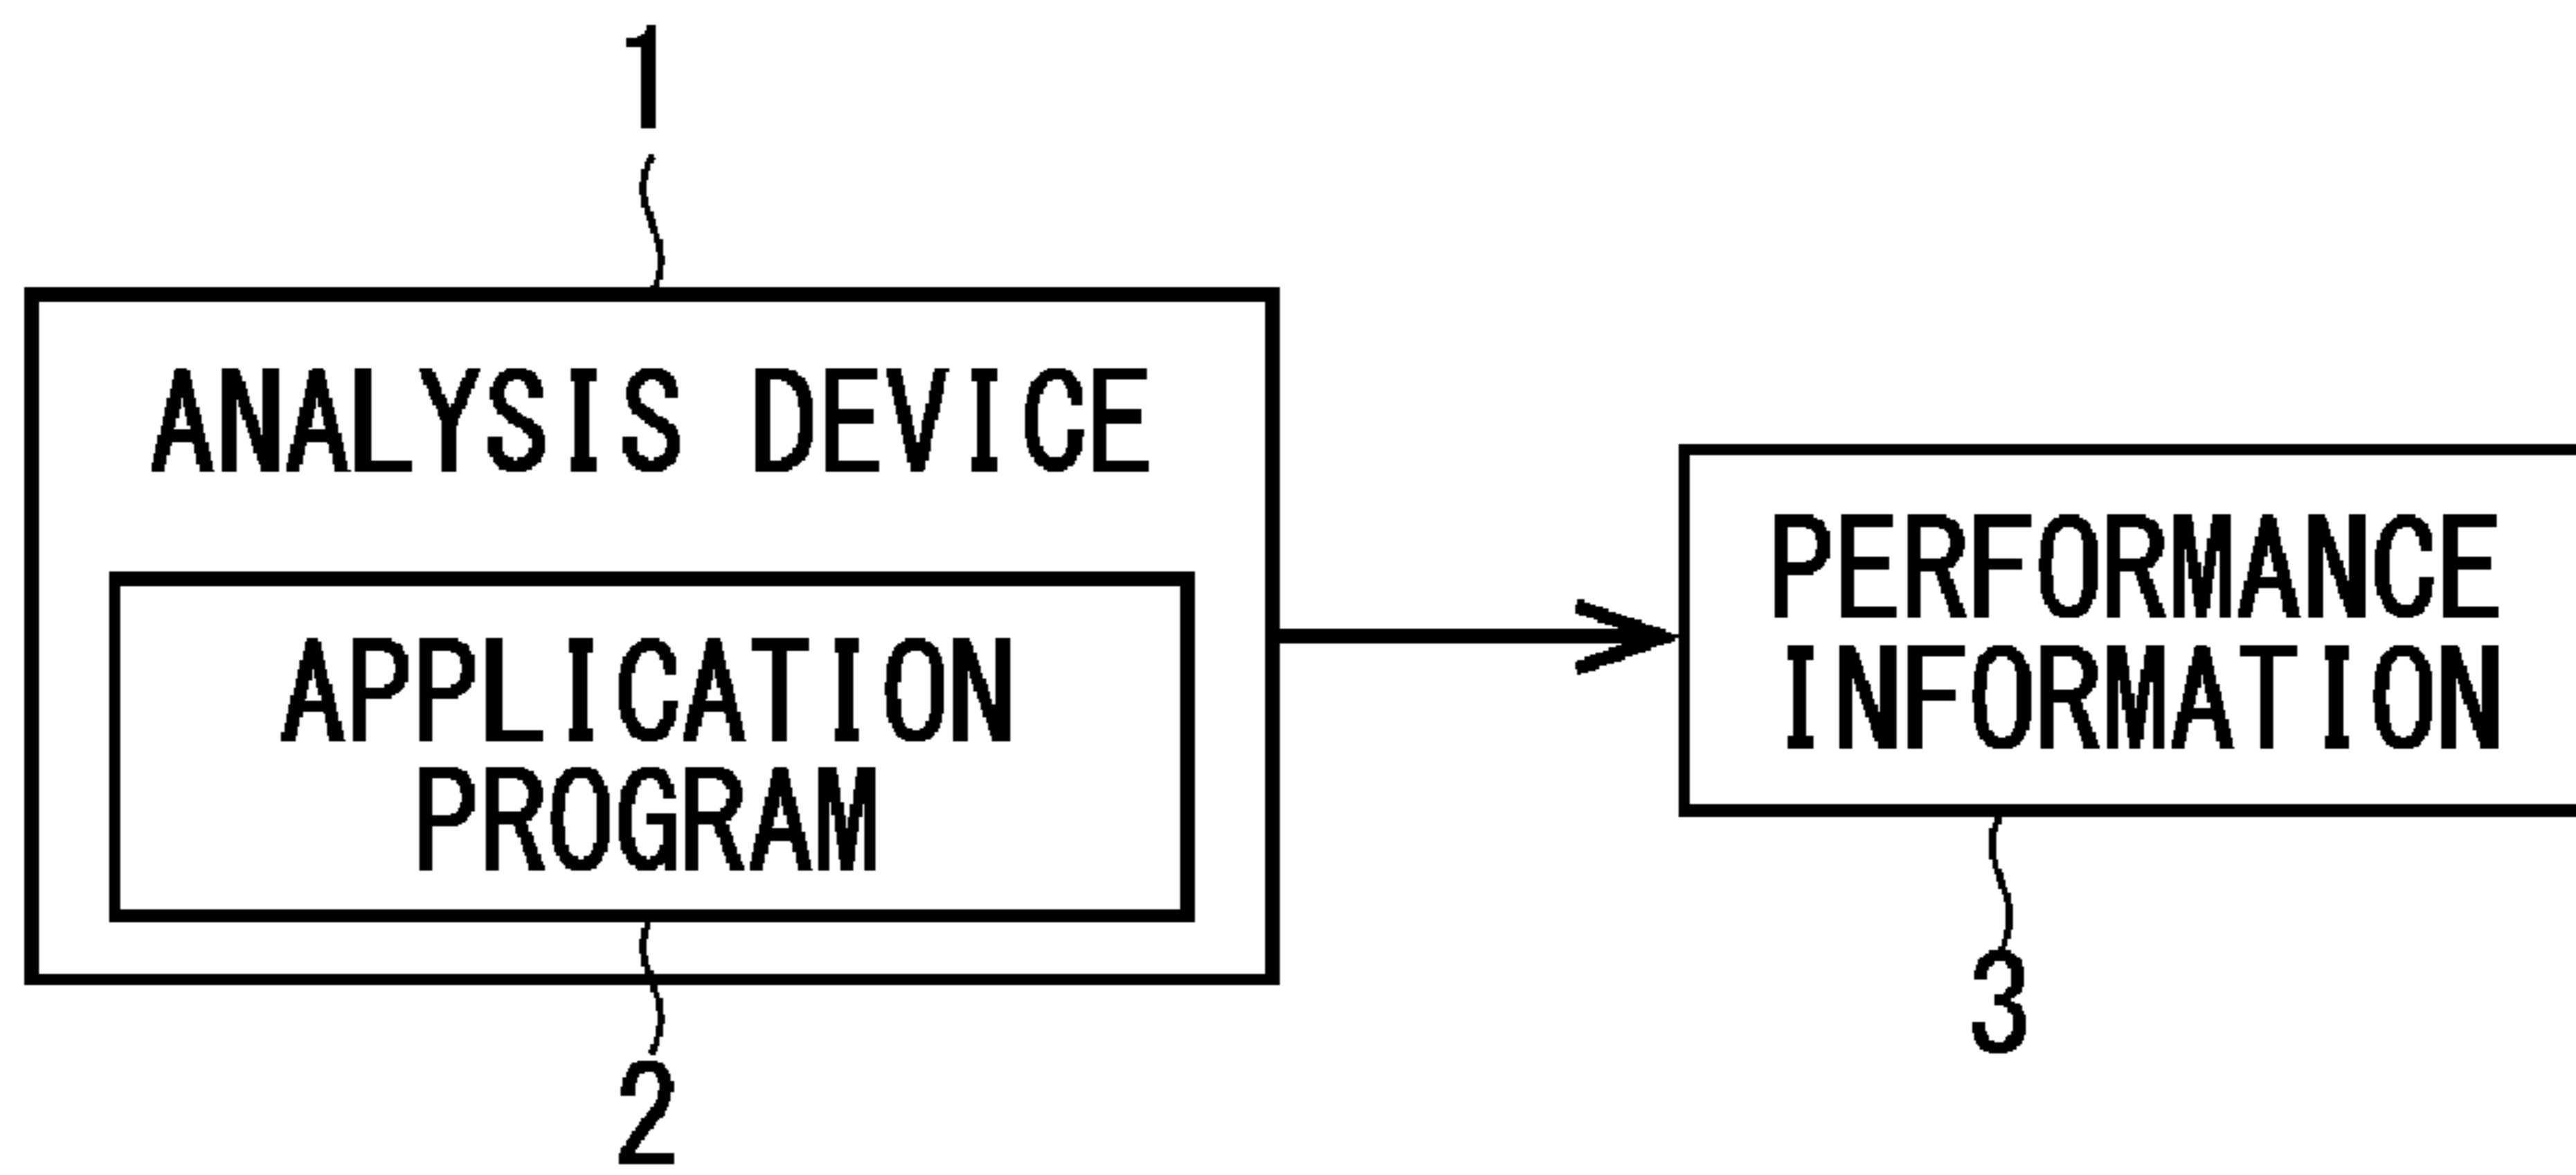 1
ANALYSIS DEVICE
APPLICATION
PROGRAM
2
PERFORMANCE
INFORMATION
3